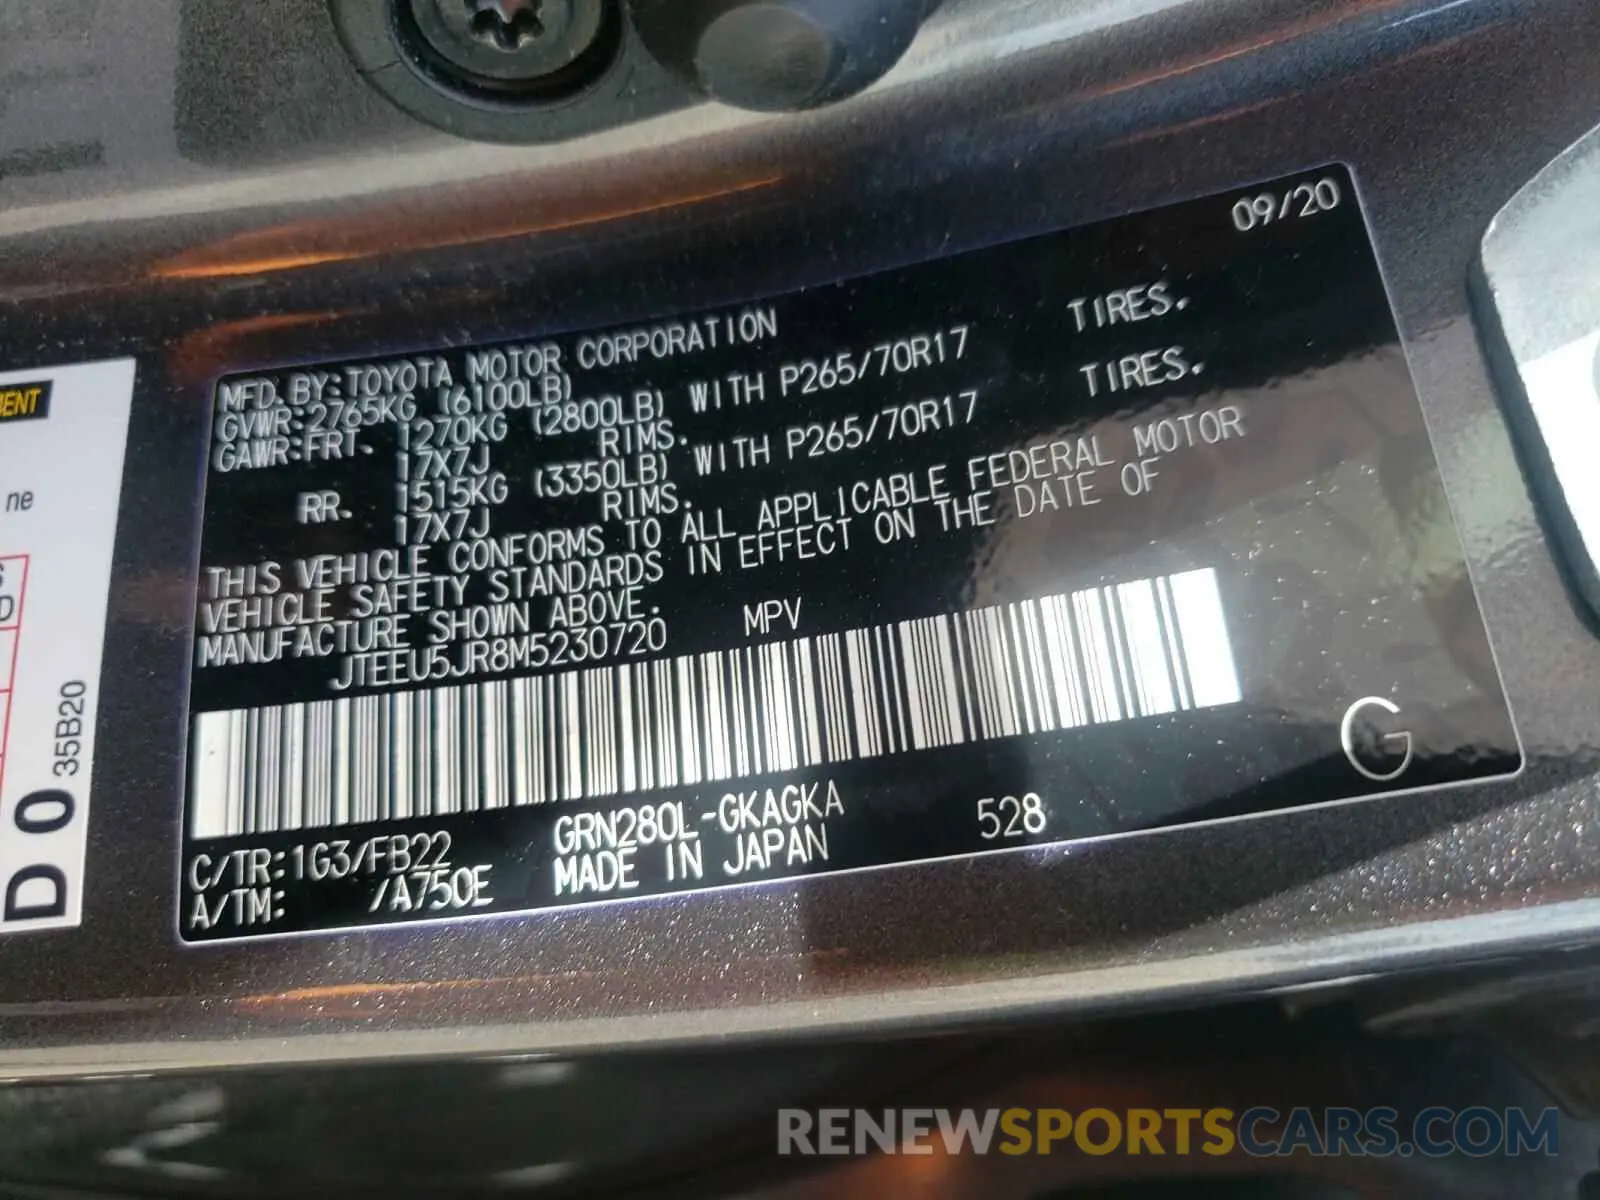 09/20
MFD. BY: TOYOTA MOTOR CORPORATION
GVWR: 2765KG (6100LB)
GAWR: FRT. 1270KG (2800LB) WITH P265/70R17 TIRES.
17X7J RIMS.
RR. 1515KG (3350LB) WITH P265/70R17 TIRES.
17X7J RIMS.
THIS VEHICLE CONFORMS TO ALL APPLICABLE FEDERAL MOTOR
VEHICLE SAFETY STANDARDS IN EFFECT ON THE DATE OF
MANUFACTURE SHOWN ABOVE.
JTEEU5JR8M5230720 MPV
G
C/TR: 1G3/FB22 GRN280L-GKAGKA 528
A/TM: /A750E MADE IN JAPAN
ne
D 0
35B20
RENEWSPORTSCARS.COM